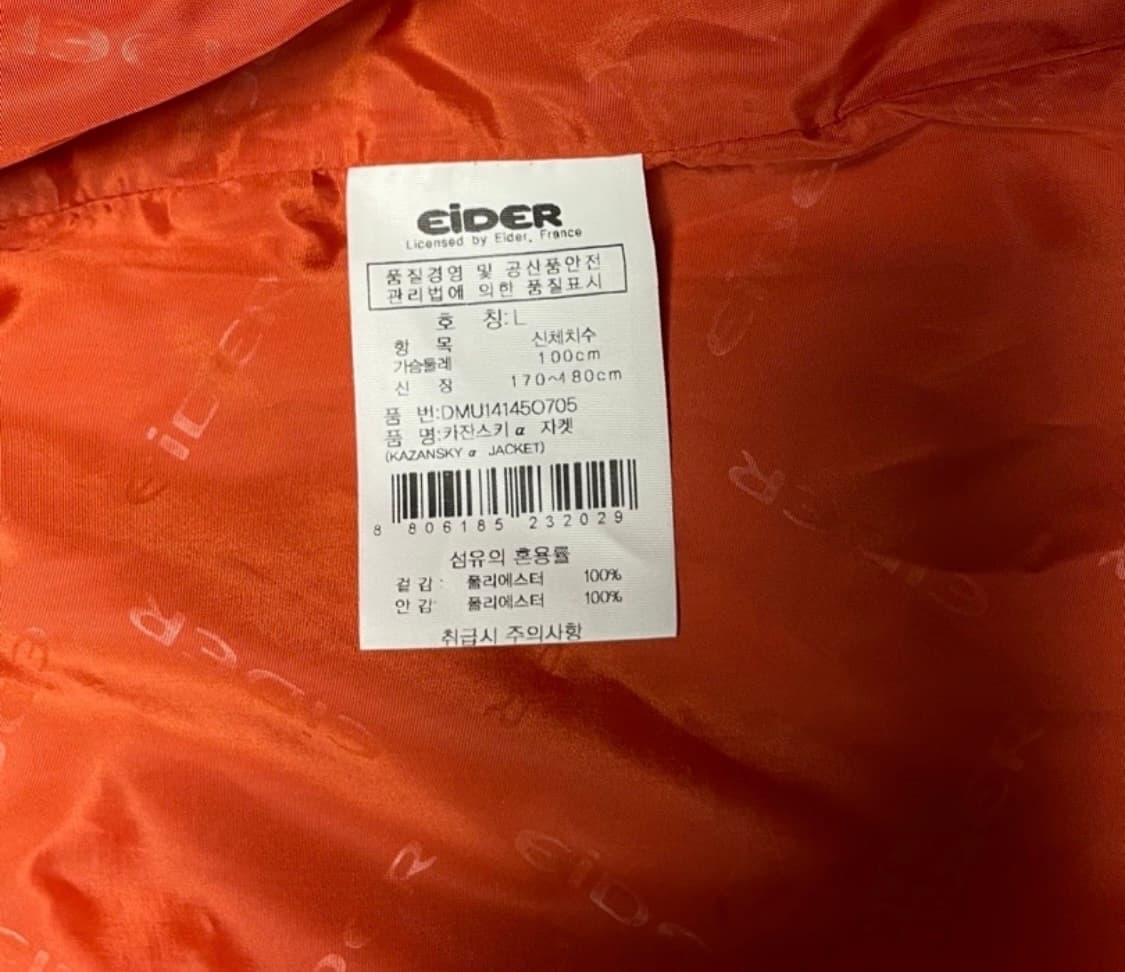 EiDER
Licensed by Eider, France
품질경영 및 공산품안전
관리법에 의한 품질표시
호 칭:L
항 목 신체치수
가슴둘레 100cm
신 장 170~180cm
품 번:DMU14145O705
품 명:카잔스키 α 자켓
(KAZANSKY α JACKET)
8 806185 232029
섬유의 혼용률
겉 감: 폴리에스터 100%
안 감: 폴리에스터 100%
취급시 주의사항
EiDER
EiDER
EiDER